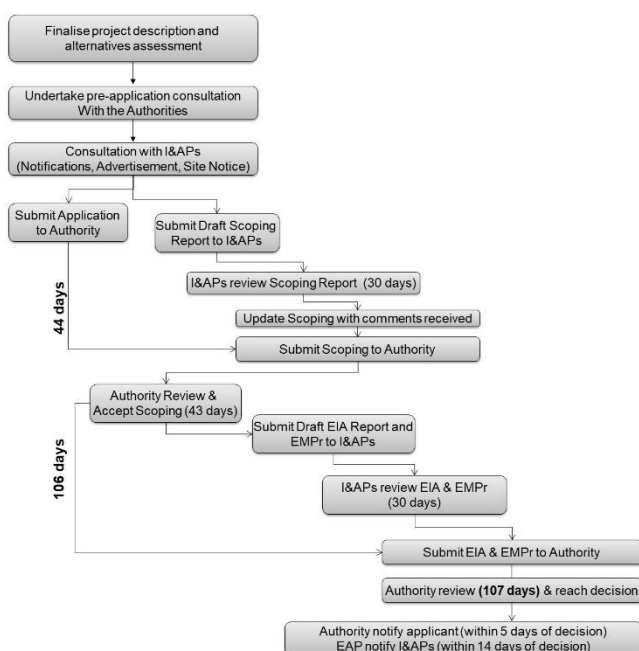 Finalise project description and
alternatives assessment
Undertake pre-application consultation
With the Authorities
Consultation with I&APs
(Notifications, Advertisement, Site Notice)
Submit Application
to Authority
Submit Draft Scoping
Report to I&APs
I&APs review Scoping Report (30 days)
44 days
Update Scoping with comments received
Submit Scoping to Authority
Authority Review &
Accept Scoping (43 days)
Submit Draft EIA Report and
EMPr to I&APs
106 days
I&APs review EIA & EMPr
(30 days)
Submit EIA & EMPr to Authority
Authority review (107 days) & reach decision
Authority notify applicant (within 5 days of decision)
EAP notify I&APs (within 14 days of decision)